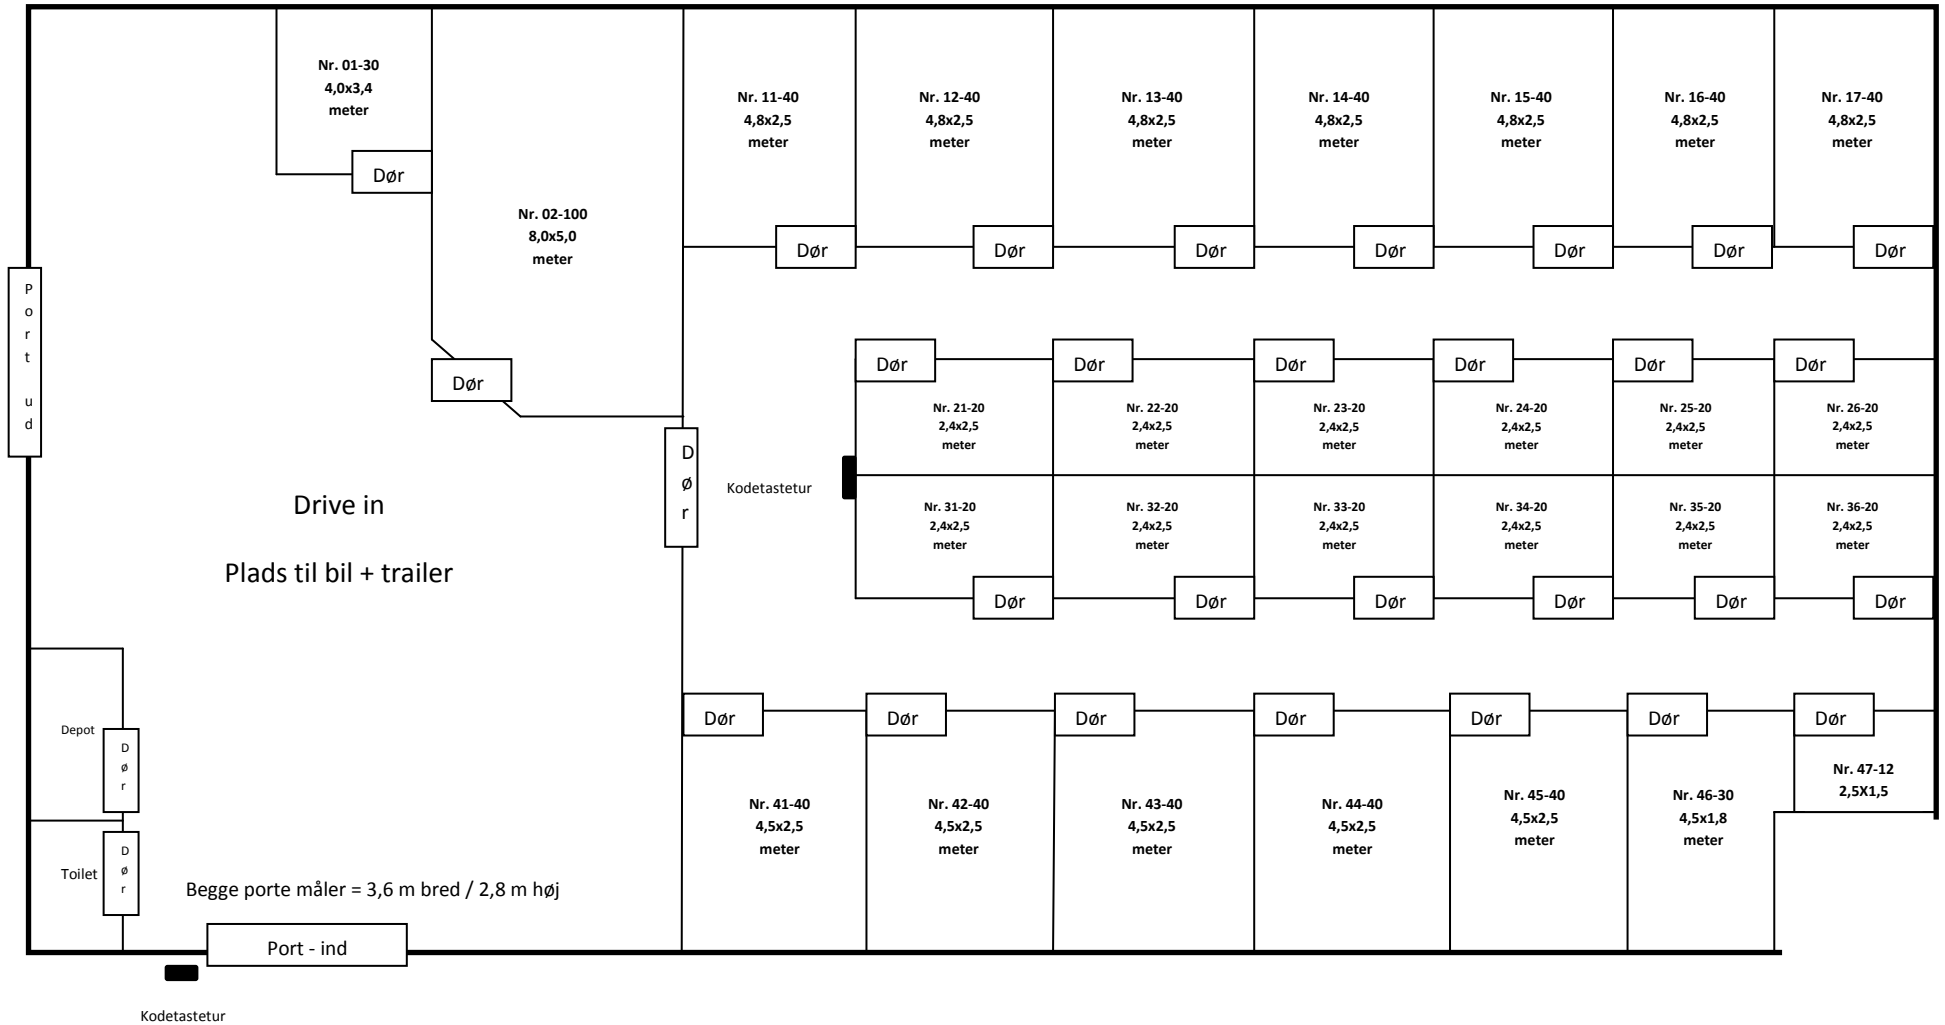 Nr. 01-30
4,0x3,4
meter
Dør
Nr. 02-100
8,0x5,0
meter
Dør
Nr. 11-40
4,8x2,5
meter
Dør
Nr. 12-40
4,8x2,5
meter
Dør
Nr. 13-40
4,8x2,5
meter
Dør
Nr. 14-40
4,8x2,5
meter
Dør
Nr. 15-40
4,8x2,5
meter
Dør
Nr. 16-40
4,8x2,5
meter
Dør
Nr. 17-40
4,8x2,5
meter
Dør
Port ud
Drive in
Plads til bil + trailer
Dør
Kodetastetur
Dør
Nr. 21-20
2,4x2,5
meter
Dør
Nr. 22-20
2,4x2,5
meter
Dør
Nr. 23-20
2,4x2,5
meter
Dør
Nr. 24-20
2,4x2,5
meter
Dør
Nr. 25-20
2,4x2,5
meter
Dør
Nr. 26-20
2,4x2,5
meter
Nr. 31-20
2,4x2,5
meter
Dør
Nr. 32-20
2,4x2,5
meter
Dør
Nr. 33-20
2,4x2,5
meter
Dør
Nr. 34-20
2,4x2,5
meter
Dør
Nr. 35-20
2,4x2,5
meter
Dør
Nr. 36-20
2,4x2,5
meter
Dør
Dør
Nr. 41-40
4,5x2,5
meter
Dør
Nr. 42-40
4,5x2,5
meter
Dør
Nr. 43-40
4,5x2,5
meter
Dør
Nr. 44-40
4,5x2,5
meter
Dør
Nr. 45-40
4,5x2,5
meter
Dør
Nr. 46-30
4,5x1,8
meter
Dør
Nr. 47-12
2,5X1,5
Depot
Dør
Toilet
Dør
Begge porte måler = 3,6 m bred / 2,8 m høj
Port - ind
Kodetastetur